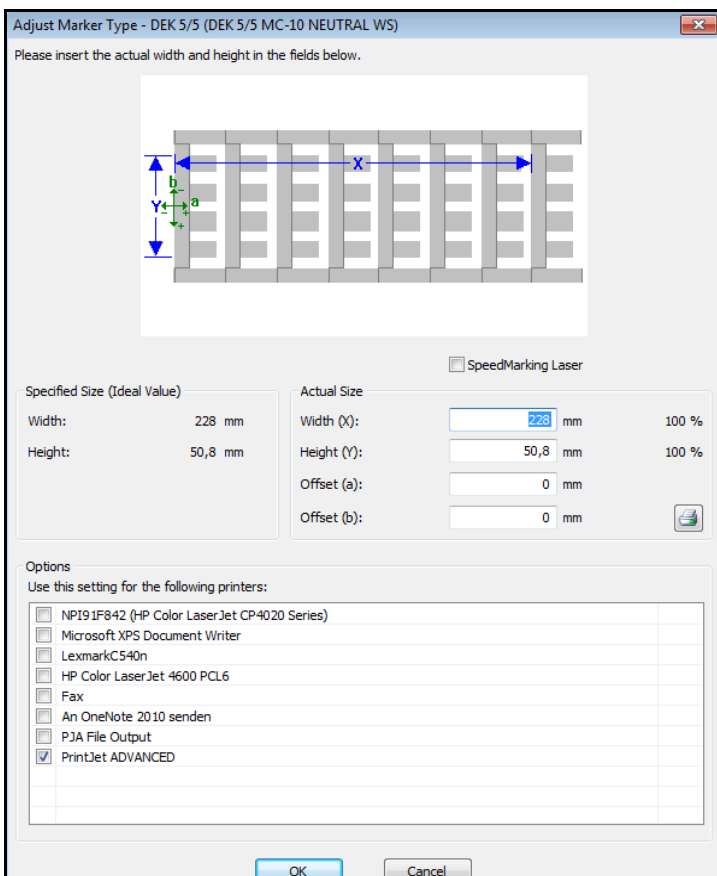 Adjust Marker Type - DEK 5/5 (DEK 5/5 MC-10 NEUTRAL WS)
Please insert the actual width and height in the fields below.
X
b
Y
a
-
+
-
+
SpeedMarking Laser
Specified Size (Ideal Value)
Width: 228 mm
Height: 50,8 mm
Actual Size
Width (X): 228 mm 100 %
Height (Y): 50,8 mm 100 %
Offset (a): 0 mm
Offset (b): 0 mm
Options
Use this setting for the following printers:
NPI91F842 (HP Color LaserJet CP4020 Series)
Microsoft XPS Document Writer
LexmarkC540n
HP Color LaserJet 4600 PCL6
Fax
An OneNote 2010 senden
PJA File Output
PrintJet ADVANCED
OK Cancel